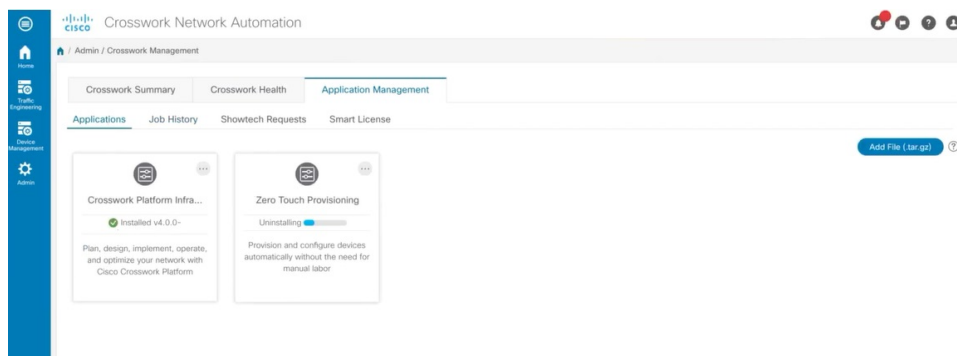 CISCO Crosswork Network Automation
/ Admin / Crosswork Management
Home
Traffic
Engineering
Device
Management
Admin
Crosswork Summary Crosswork Health Application Management
Applications Job History Showtech Requests Smart License
Add File (.tar.gz) ?
Crosswork Platform Infra...
Installed v4.0.0-
Plan, design, implement, operate,
and optimize your network with
Cisco Crosswork Platform
Zero Touch Provisioning
Uninstalling
Provision and configure devices
automatically without the need for
manual labor